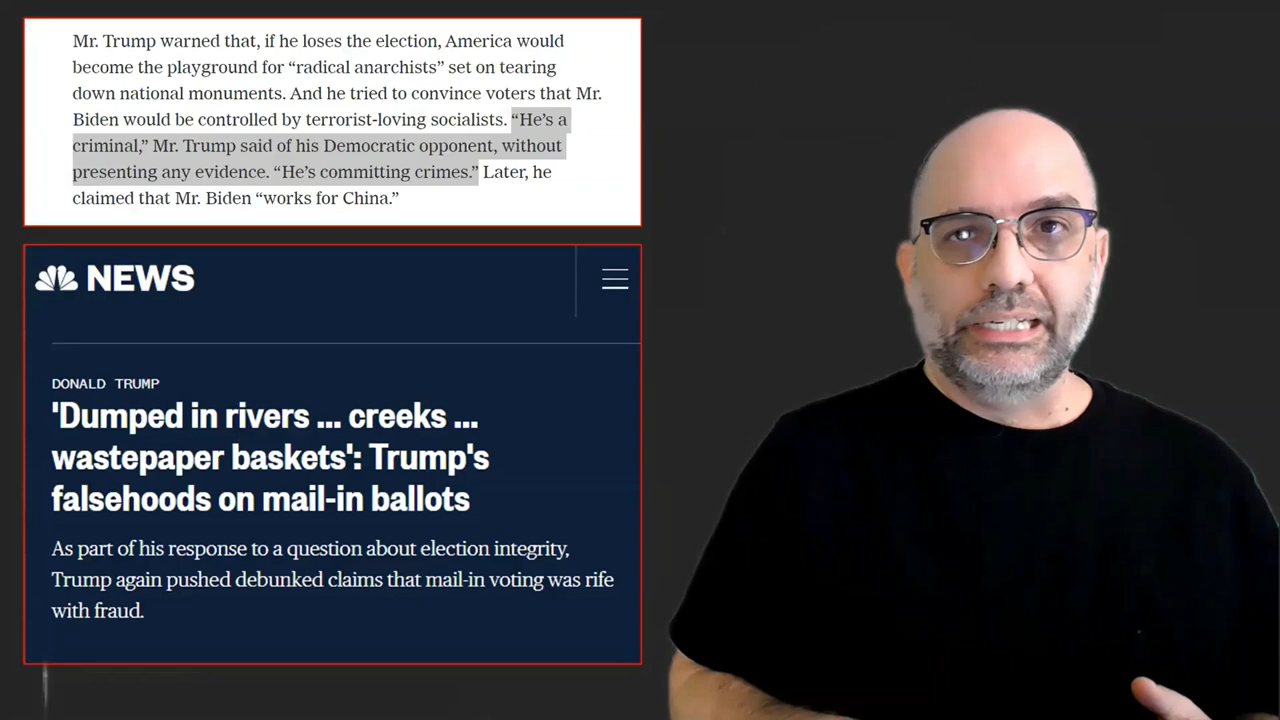 Mr. Trump warned that, if he loses the election, America would
become the playground for “radical anarchists” set on tearing
down national monuments. And he tried to convince voters that Mr.
Biden would be controlled by terrorist-loving socialists. “He’s a
criminal,” Mr. Trump said of his Democratic opponent, without
presenting any evidence. “He’s committing crimes.” Later, he
claimed that Mr. Biden “works for China.”
NEWS
DONALD TRUMP
'Dumped in rivers ... creeks ...
wastepaper baskets': Trump's
falsehoods on mail-in ballots
As part of his response to a question about election integrity,
Trump again pushed debunked claims that mail-in voting was rife
with fraud.